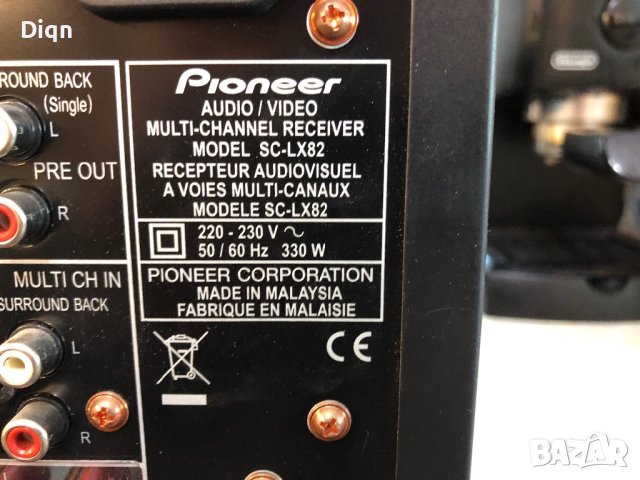 Diqn
ROUND BACK
(Single)
L
PRE OUT
R
MULTI CH IN
SURROUND BACK
L
R
Pioneer
AUDIO / VIDEO
MULTI-CHANNEL RECEIVER
MODEL SC-LX82
RECEPTEUR AUDIOVISUEL
A VOIES MULTI-CANAUX
MODELE SC-LX82
220 - 230 V ~
50 / 60 Hz 330 W
PIONEER CORPORATION
MADE IN MALAYSIA
FABRIQUE EN MALAISIE
CE
DeLonghi
BAZAR